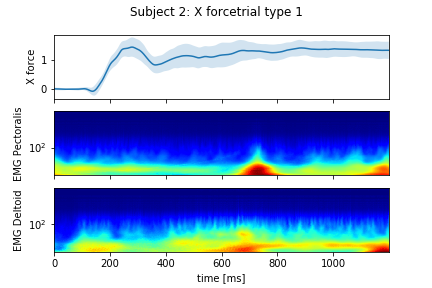 Subject 2: X forcetrial type 1
X force
1
0
EMG Pectoralis
10²
EMG Deltoid
10²
0 200 400 600 800 1000
time [ms]